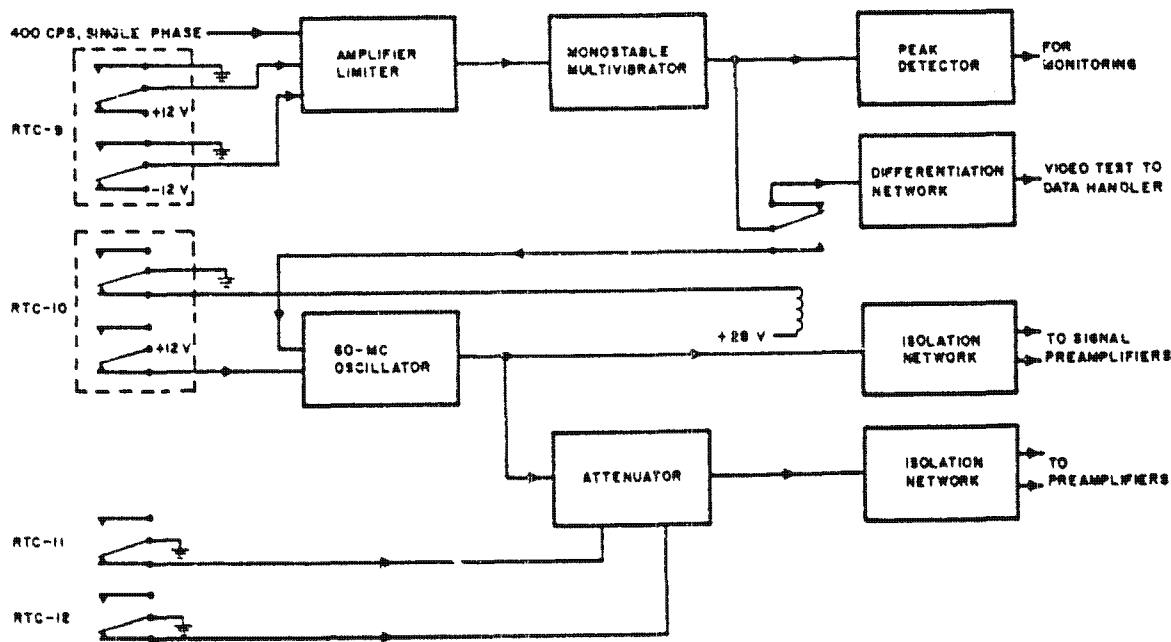 400 CPS, SINGLE PHASE
AMPLIFIER
LIMITER
MONOSTABLE
MULTIVIBRATOR
PEAK
DETECTOR
FOR
MONITORING
RTC-9
+12 V
-12 V
DIFFERENTIATION
NETWORK
VIDEO TEST TO
DATA HANDLER
RTC-10
+12 V
60-MC
OSCILLATOR
+28 V
ISOLATION
NETWORK
TO SIGNAL
PREAMPLIFIERS
ATTENUATOR
ISOLATION
NETWORK
TO
PREAMPLIFIERS
RTC-11
RTC-12